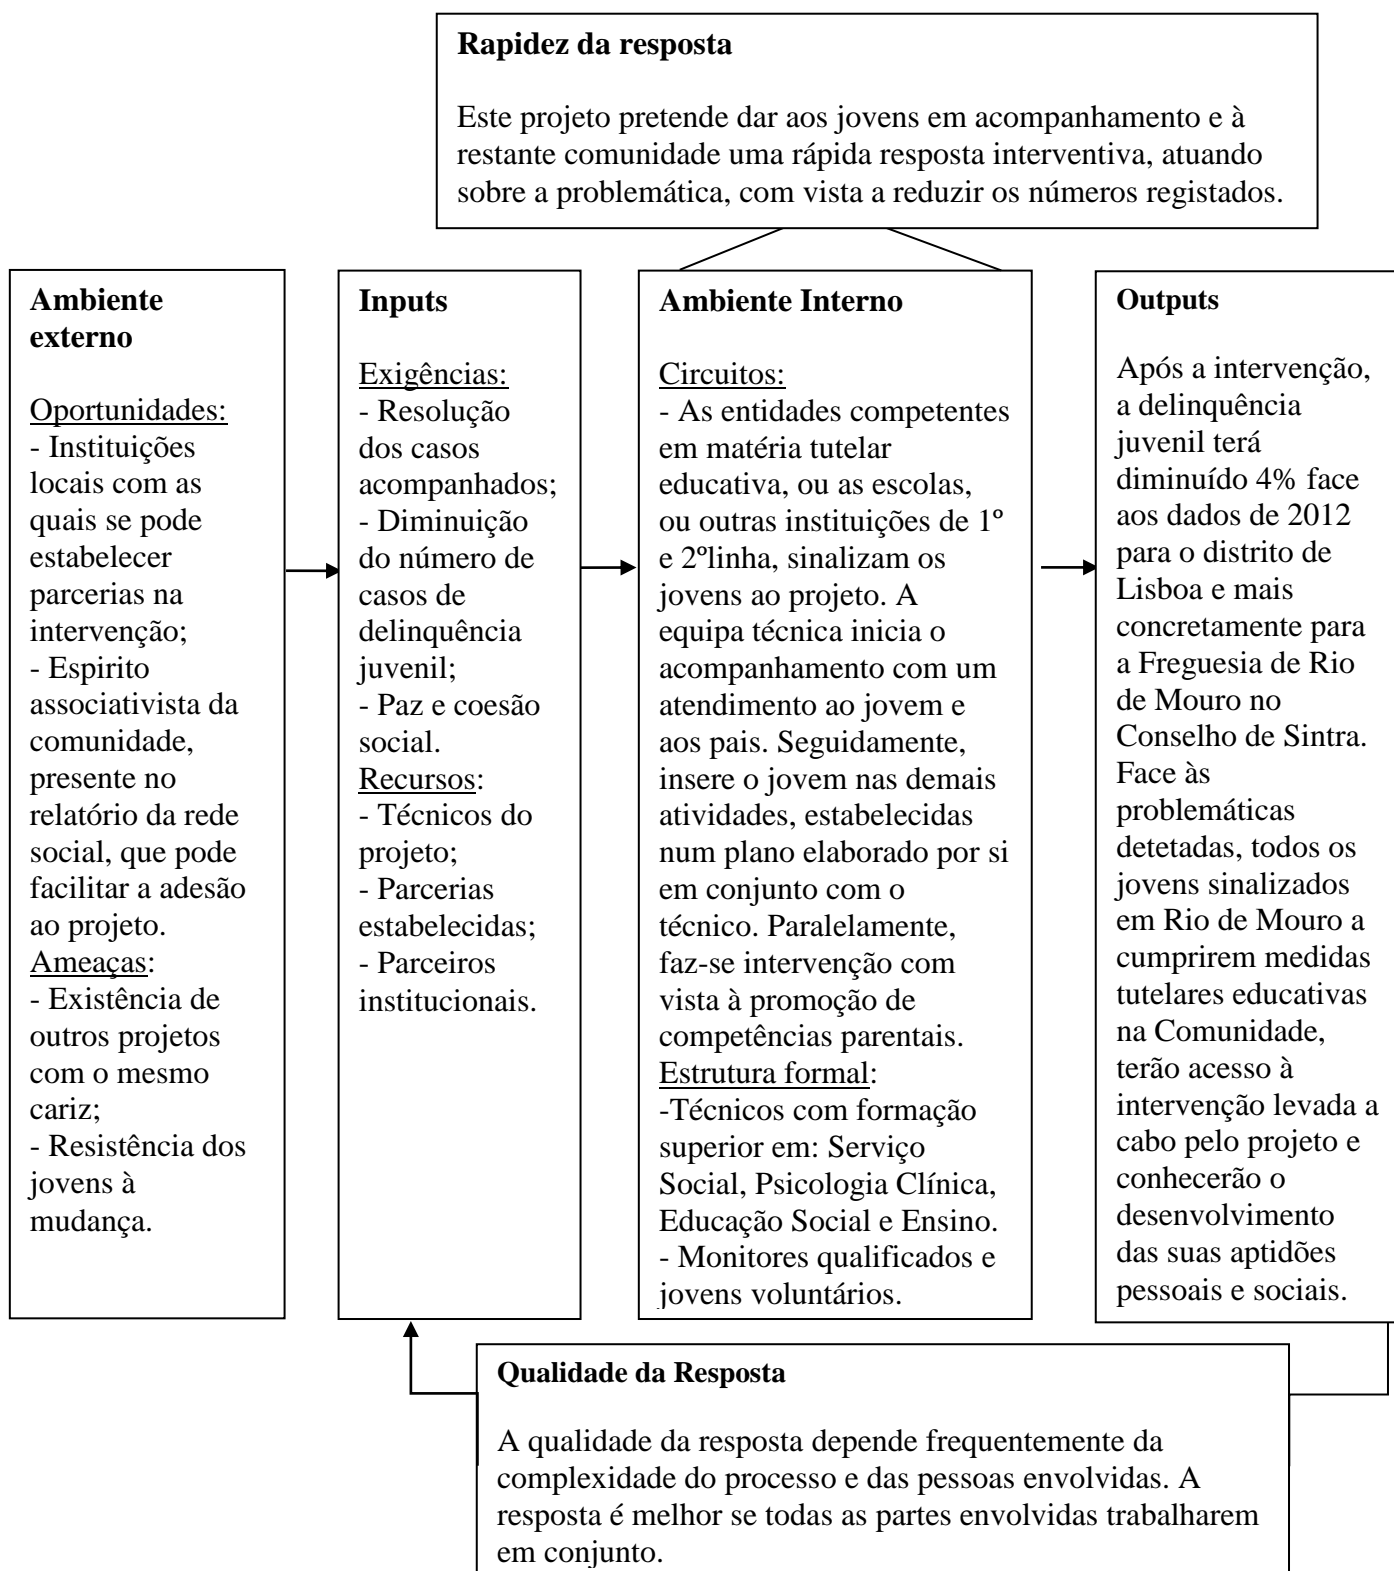 Rapidez da resposta
Este projeto pretende dar aos jovens em acompanhamento e à
restante comunidade uma rápida resposta interventiva, atuando
sobre a problemática, com vista a reduzir os números registados.
Ambiente
externo
Oportunidades:
- Instituições
locais com as
quais se pode
estabelecer
parcerias na
intervenção;
- Espirito
associativista da
comunidade,
presente no
relatório da rede
social, que pode
facilitar a adesão
ao projeto.
Ameaças:
- Existência de
outros projetos
com o mesmo
cariz;
- Resistência dos
jovens à
mudança.
Inputs
Exigências:
- Resolução
dos casos
acompanhados;
- Diminuição
do número de
casos de
delinquência
juvenil;
- Paz e coesão
social.
Recursos:
- Técnicos do
projeto;
- Parcerias
estabelecidas;
- Parceiros
institucionais.
Ambiente Interno
Circuitos:
- As entidades competentes
em matéria tutelar
educativa, ou as escolas,
ou outras instituições de 1º
e 2ºlinha, sinalizam os
jovens ao projeto. A
equipa técnica inicia o
acompanhamento com um
atendimento ao jovem e
aos pais. Seguidamente,
insere o jovem nas demais
atividades, estabelecidas
num plano elaborado por si
em conjunto com o
técnico. Paralelamente,
faz-se intervenção com
vista à promoção de
competências parentais.
Estrutura formal:
-Técnicos com formação
superior em: Serviço
Social, Psicologia Clínica,
Educação Social e Ensino.
- Monitores qualificados e
jovens voluntários.
Outputs
Após a intervenção,
a delinquência
juvenil terá
diminuído 4% face
aos dados de 2012
para o distrito de
Lisboa e mais
concretamente para
a Freguesia de Rio
de Mouro no
Conselho de Sintra.
Face às
problemáticas
detetadas, todos os
jovens sinalizados
em Rio de Mouro a
cumprirem medidas
tutelares educativas
na Comunidade,
terão acesso à
intervenção levada a
cabo pelo projeto e
conhecerão o
desenvolvimento
das suas aptidões
pessoais e sociais.
Qualidade da Resposta
A qualidade da resposta depende frequentemente da
complexidade do processo e das pessoas envolvidas. A
resposta é melhor se todas as partes envolvidas trabalharem
em conjunto.